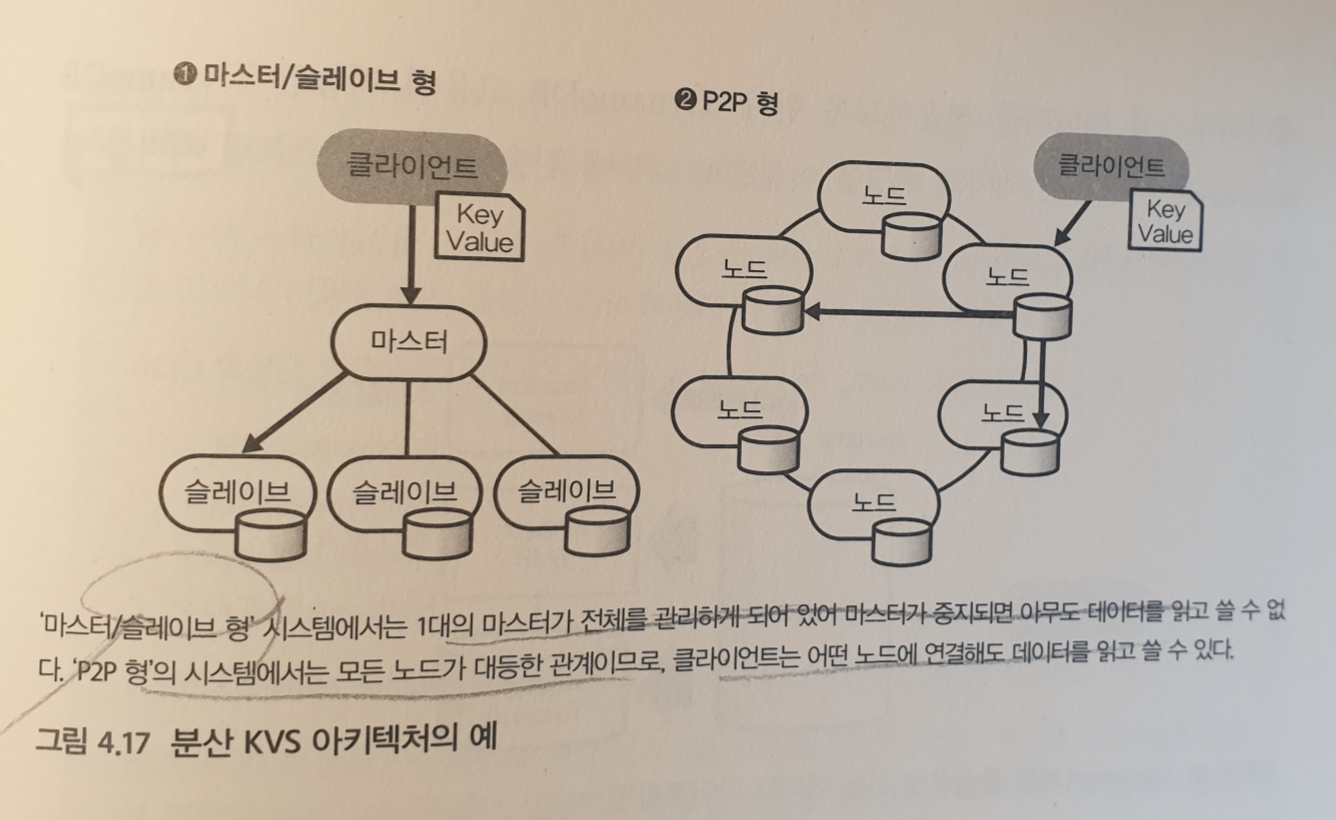 ❶ 마스터/슬레이브 형
클라이언트
Key
Value
마스터
슬레이브
슬레이브
슬레이브
❷ P2P 형
클라이언트
Key
Value
노드
노드
노드
노드
노드
노드
‘마스터/슬레이브 형’ 시스템에서는 1대의 마스터가 전체를 관리하게 되어 있어 마스터가 중지되면 아무도 데이터를 읽고 쓸 수 없
다. ‘P2P 형’의 시스템에서는 모든 노드가 대등한 관계이므로, 클라이언트는 어떤 노드에 연결해도 데이터를 읽고 쓸 수 있다.
그림 4.17 분산 KVS 아키텍처의 예